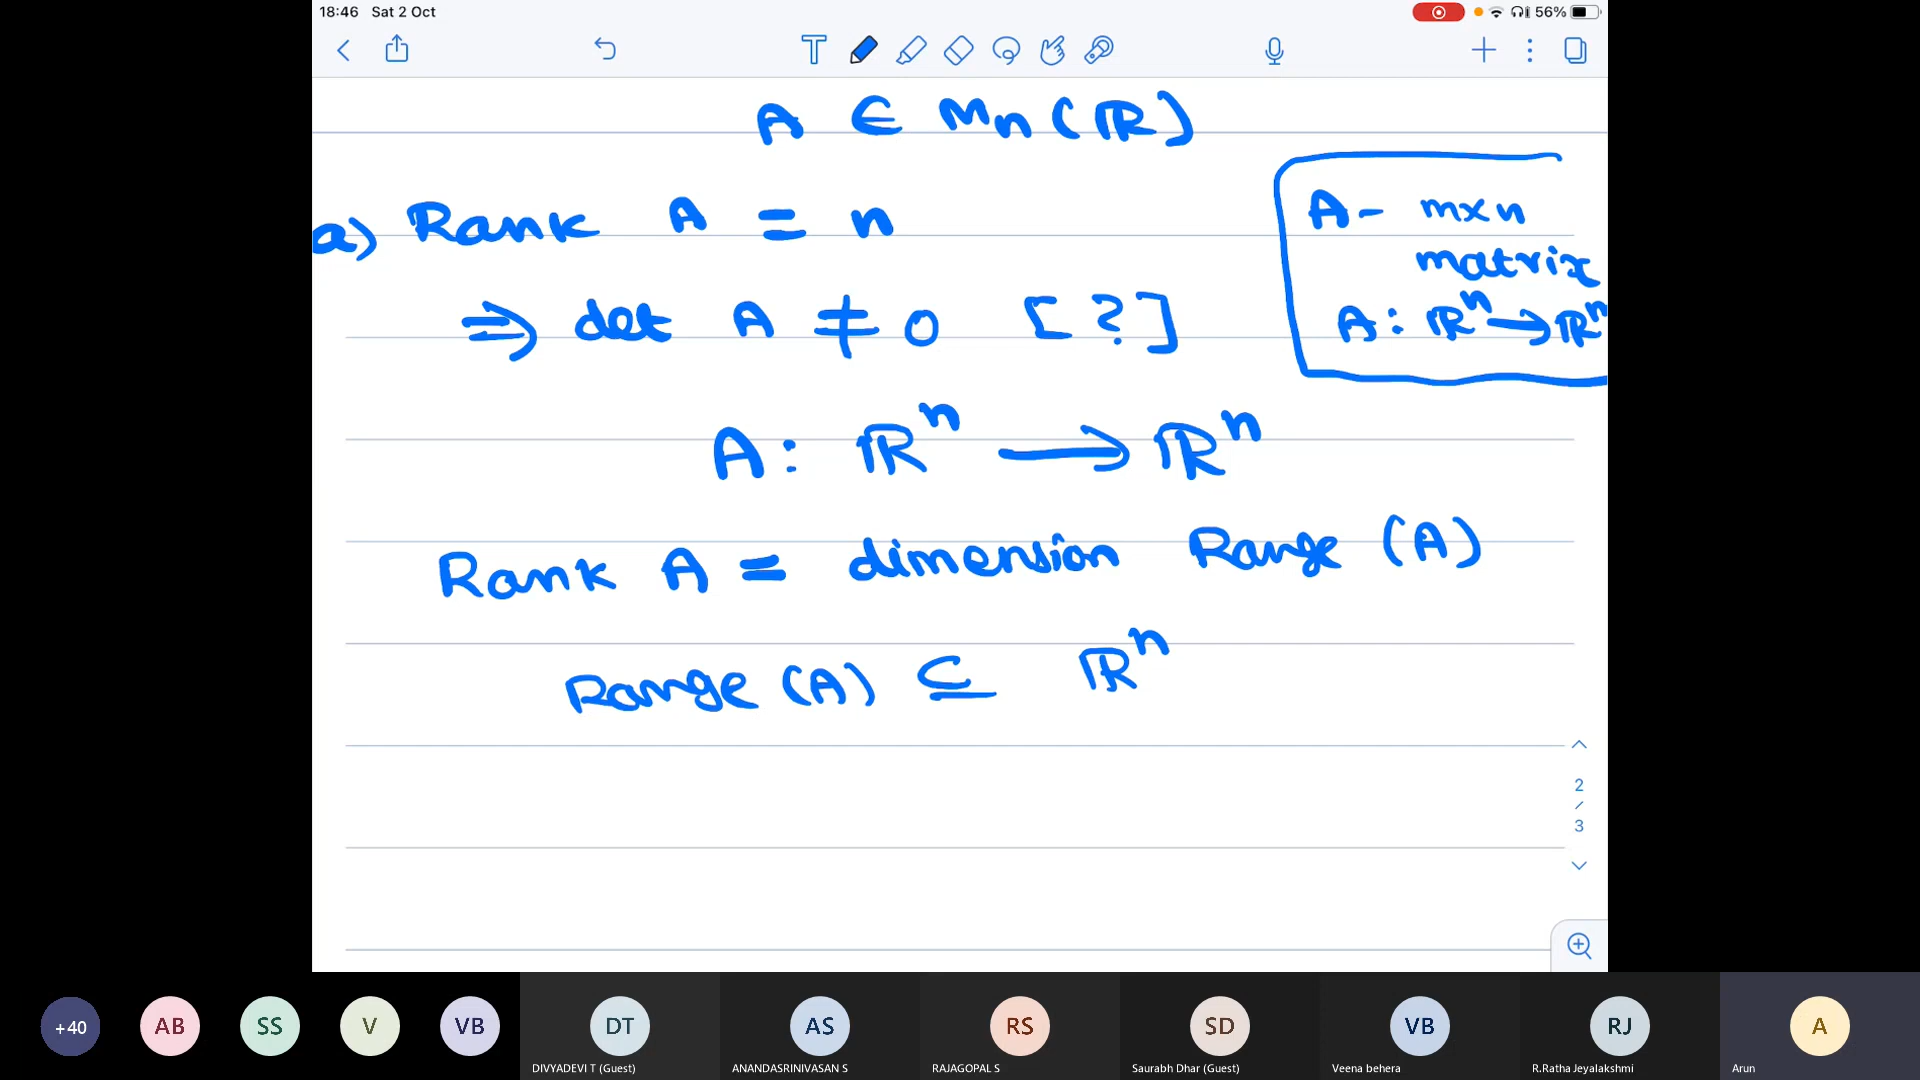 18:46 Sat 2 Oct
56%
A ∈ Mn(ℝ)
a) Rank A = n
⇒ det A ≠ 0 [?]
A - m×n
matrix
A: ℝⁿ → ℝᵐ
A: ℝⁿ → ℝⁿ
Rank A = dimension Range (A)
Range (A) ⊆ ℝⁿ
2
/
3
+40 AB SS V VB DT AS RS SD VB RJ A
DIVYADEVI T (Guest) ANANDASRINIVASAN S RAJAGOPAL S Saurabh Dhar (Guest) Veena behera R.Ratha Jeyalakshmi Arun